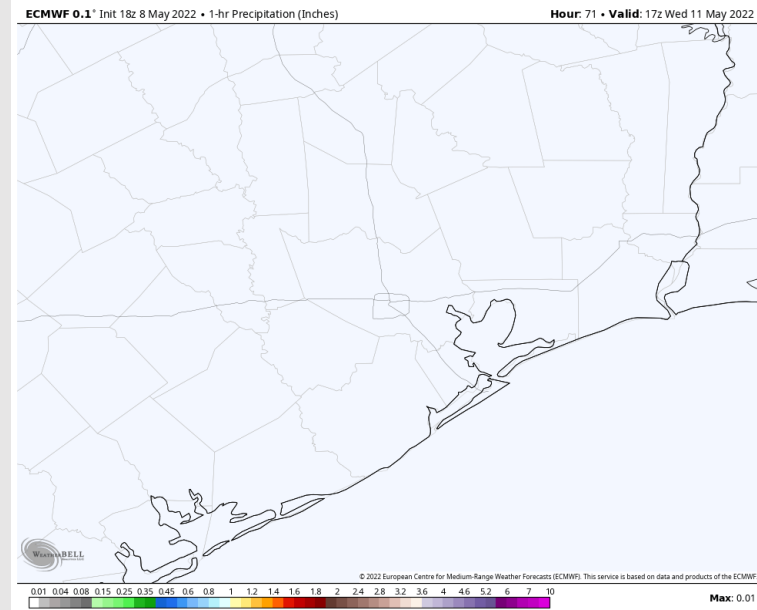 ECMWF 0.1° Init 18z 8 May 2022 • 1-hr Precipitation (Inches) Hour: 71 • Valid: 17z Wed 11 May 2022
WEATHERBELL
© 2022 European Centre for Medium-Range Weather Forecasts (ECMWF). This service is based on data and products of the ECMWF
0.01 0.04 0.08 0.15 0.25 0.35 0.45 0.6 0.8 1 1.2 1.4 1.6 1.8 2 2.4 2.8 3.2 3.6 4 4.6 5.2 6 10 Max: 0.01